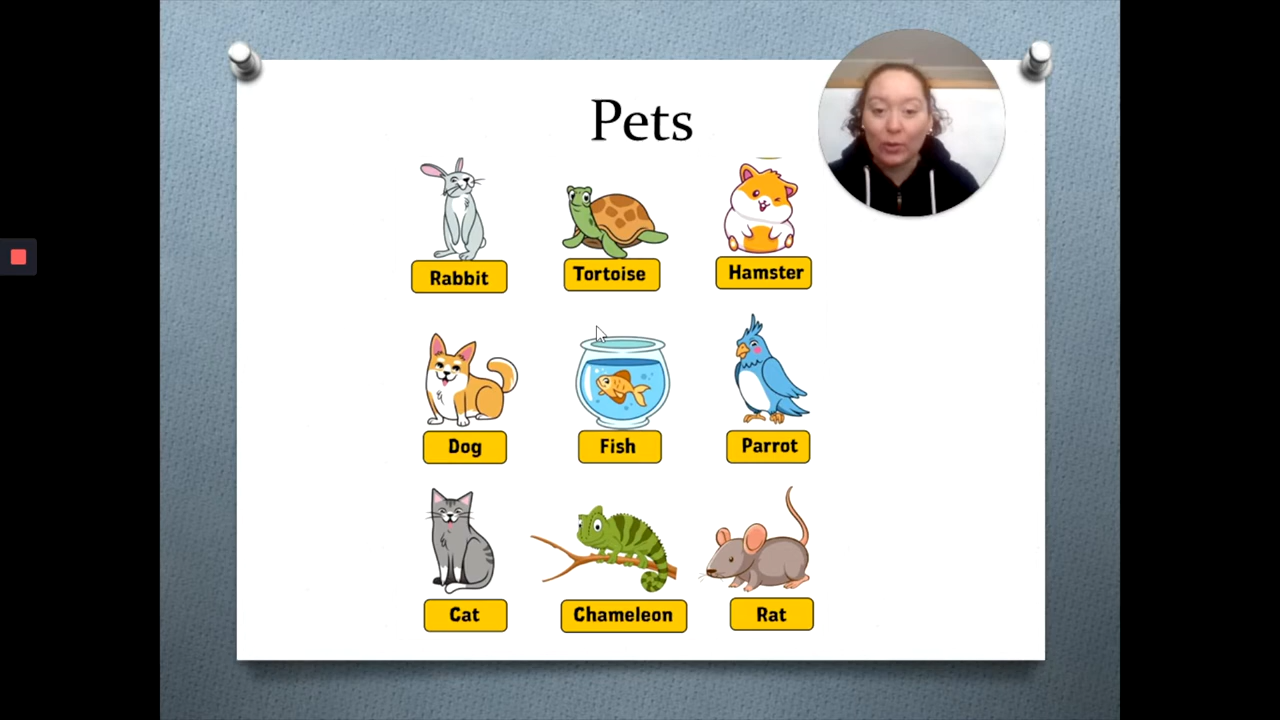 Pets
Rabbit
Tortoise
Hamster
Dog
Fish
Parrot
Cat
Chameleon
Rat